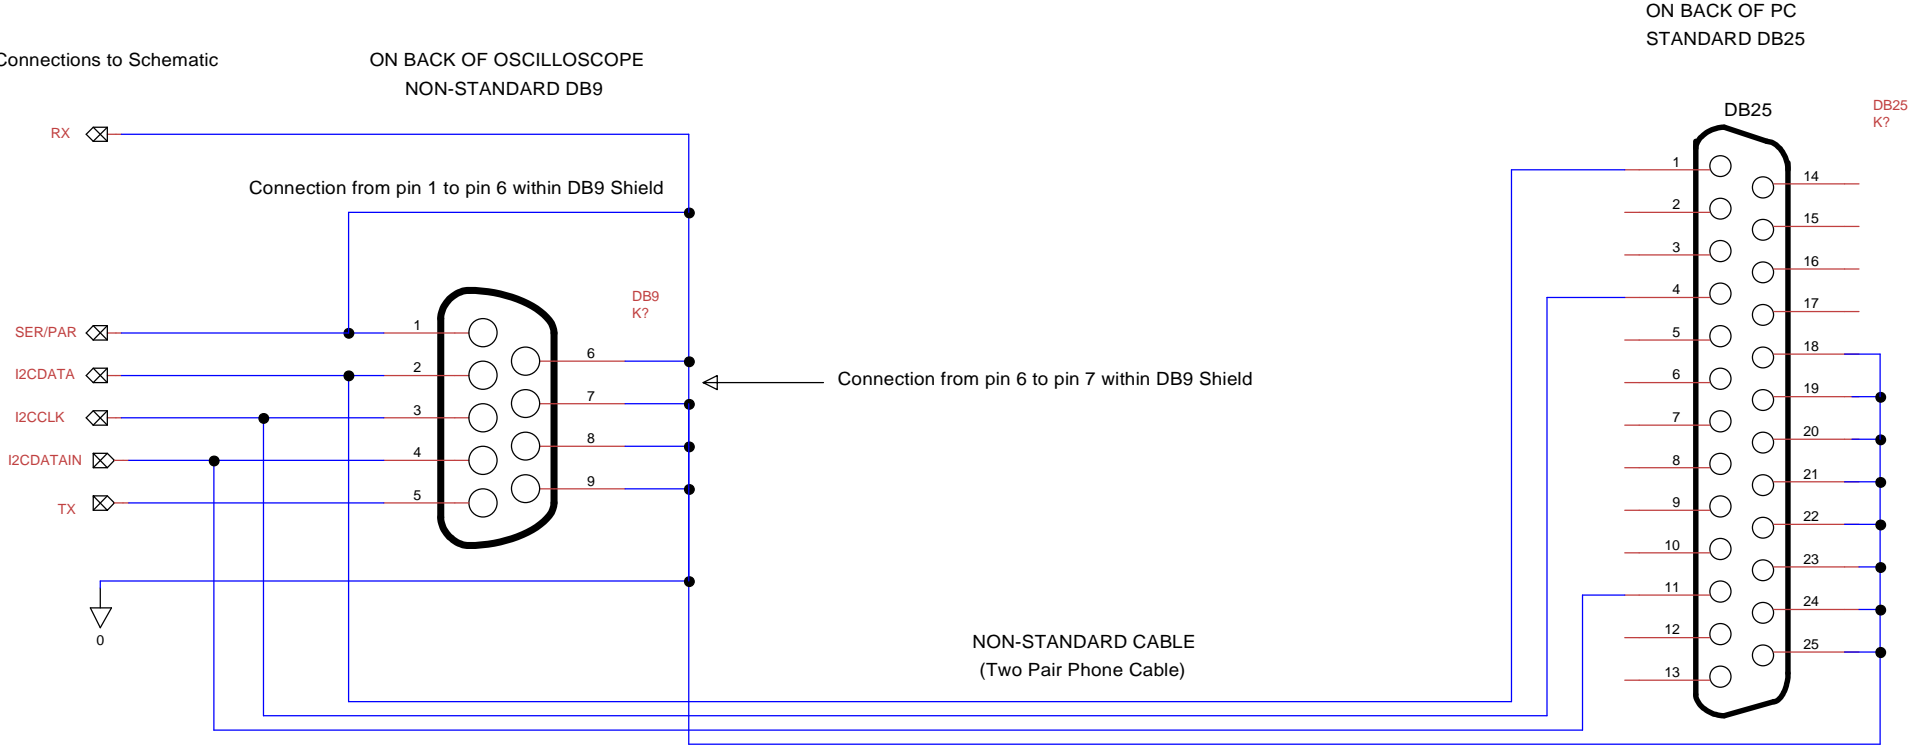 ON BACK OF PC
STANDARD DB25
Connections to Schematic
ON BACK OF OSCILLOSCOPE
NON-STANDARD DB9
DB25
K?
DB25
RX
Connection from pin 1 to pin 6 within DB9 Shield
DB9
K?
SER/PAR
I2CDATA
I2CCLK
I2CDATAIN
TX
1
2
3
4
5
6
7
8
9
Connection from pin 6 to pin 7 within DB9 Shield
0
NON-STANDARD CABLE
(Two Pair Phone Cable)
1
2
3
4
5
6
7
8
9
10
11
12
13
14
15
16
17
18
19
20
21
22
23
24
25